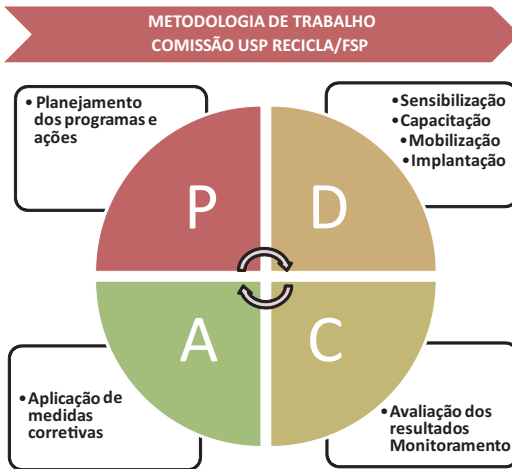 METODOLOGIA DE TRABALHO
COMISSÃO USP RECICLA/FSP
• Planejamento
dos programas e
ações
• Sensibilização
• Capacitação
• Mobilização
• Implantação
P
D
A
C
• Aplicação de
medidas
corretivas
• Avaliação dos
resultados
Monitoramento